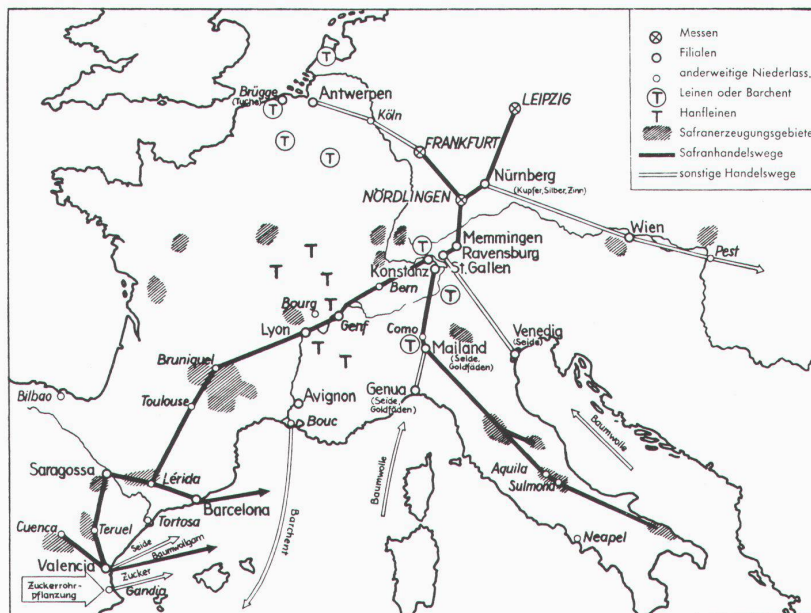 Messen
Filialen
anderweitige Niederlass.
T
Leinen oder Barchent
T
Hanfleinen
Safranerzeugungsgebiete
Safranhandelswege
sonstige Handelswege
T
Brügge
(Tuche)
T
Antwerpen
Köln
T
T
FRANKFURT
LEIPZIG
Nürnberg
(Kupfer, Silber, Zinn)
NÖRDLINGEN
Wien
Pest
Memmingen
Ravensburg
T
Konstanz
St. Gallen
T
T
T
T
T
Bern
Bourg
Genf
Lyon
T
T
Como
T
Mailand
(Seide,
Goldfäden)
Venedig
(Seide)
Genua
(Seide,
Goldfäden)
Bruniquel
Toulouse
Avignon
Bouc
Bilbao
Saragossa
Lérida
Barcelona
Tortosa
Cuenca
Teruel
Valencia
Seide
Baumwollgarn
Zucker
Gandia
Zuckerrohr-
pflanzung
Barchent
Baumwolle
Baumwolle
Aquila
Sulmona
Neapel